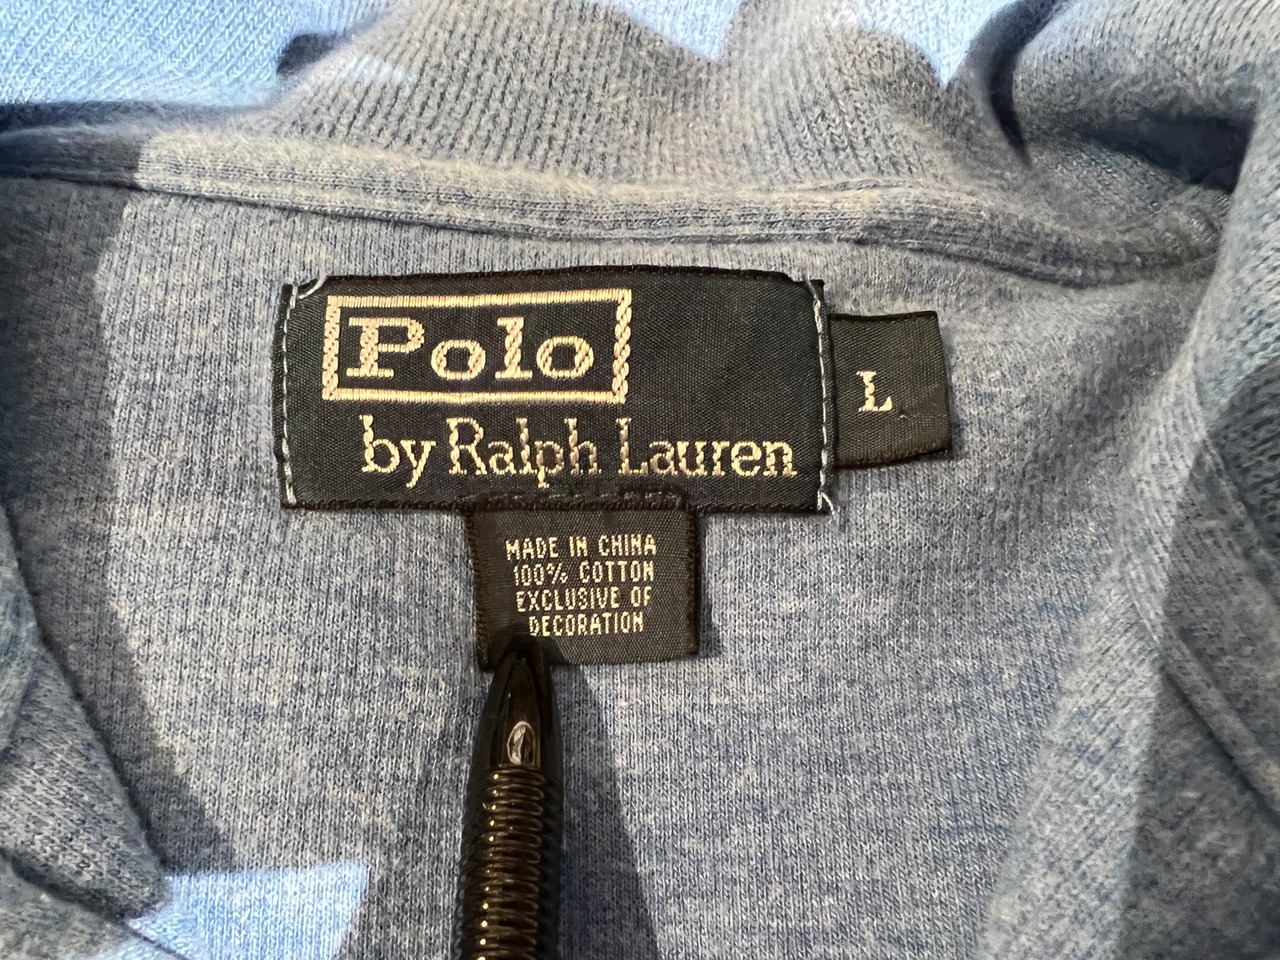 Polo
by Ralph Lauren
L
MADE IN CHINA
100% COTTON
EXCLUSIVE OF
DECORATION